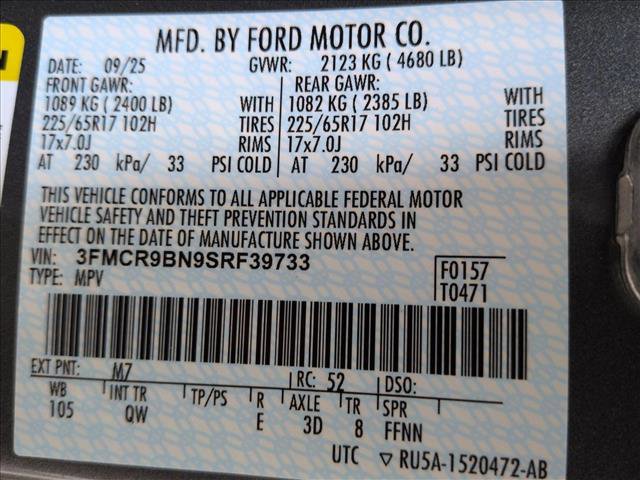 MFD. BY FORD MOTOR CO.
DATE: 09/25 GVWR: 2123 KG ( 4680 LB)
FRONT GAWR: REAR GAWR:
1089 KG ( 2400 LB) WITH 1082 KG ( 2385 LB) WITH
225/65R17 102H TIRES 225/65R17 102H TIRES
17x7.0J RIMS 17x7.0J RIMS
AT 230 kPa/ 33 PSI COLD AT 230 kPa/ 33 PSI COLD
THIS VEHICLE CONFORMS TO ALL APPLICABLE FEDERAL MOTOR
VEHICLE SAFETY AND THEFT PREVENTION STANDARDS IN
EFFECT ON THE DATE OF MANUFACTURE SHOWN ABOVE.
VIN: 3FMCR9BN9SRF39733
TYPE: MPV
F0157
T0471
EXT PNT: M7 RC: 52 DSO:
WB INT TR TP/PS R AXLE TR SPR
105 QW E 3D 8 FFNN
UTC ▽ RU5A-1520472-AB